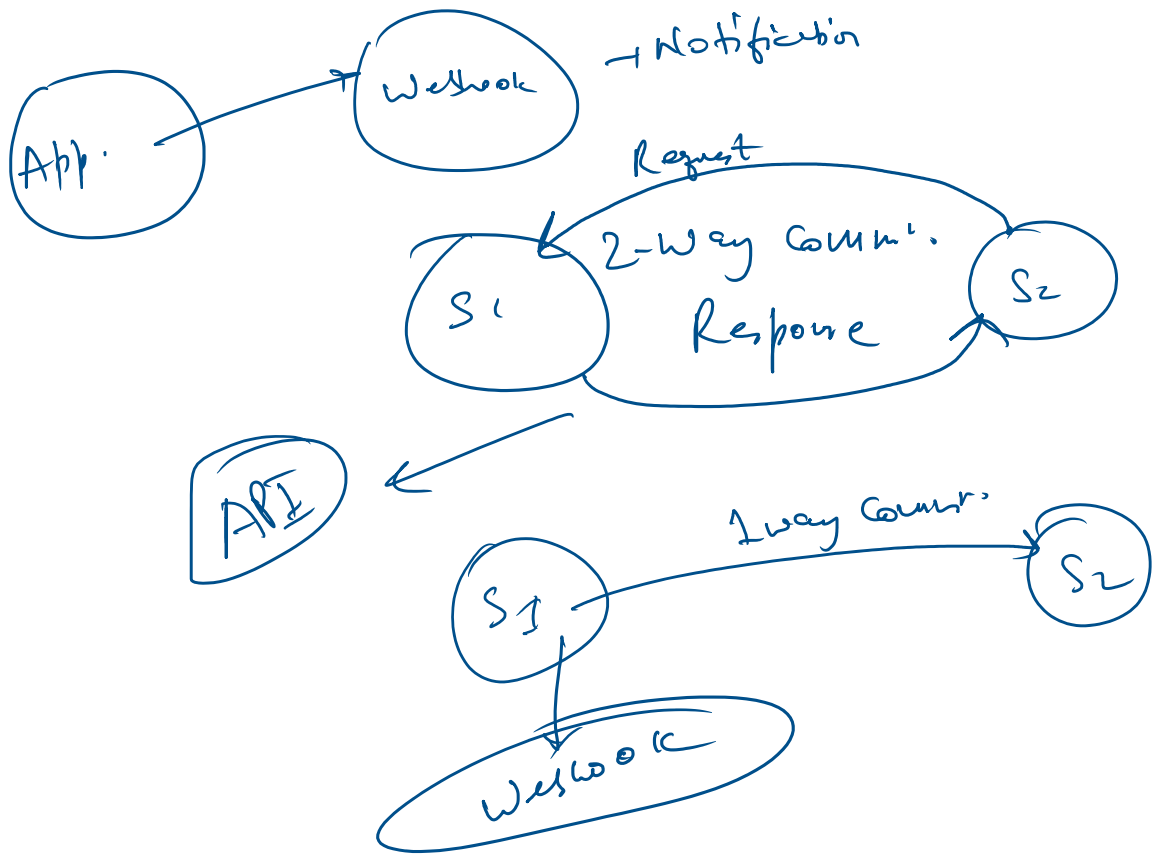 App.
Webhook
→ Notification
Request
2-way Comm.
Response
S1
S2
API
1 way Comm.
S1
S2
Webhook